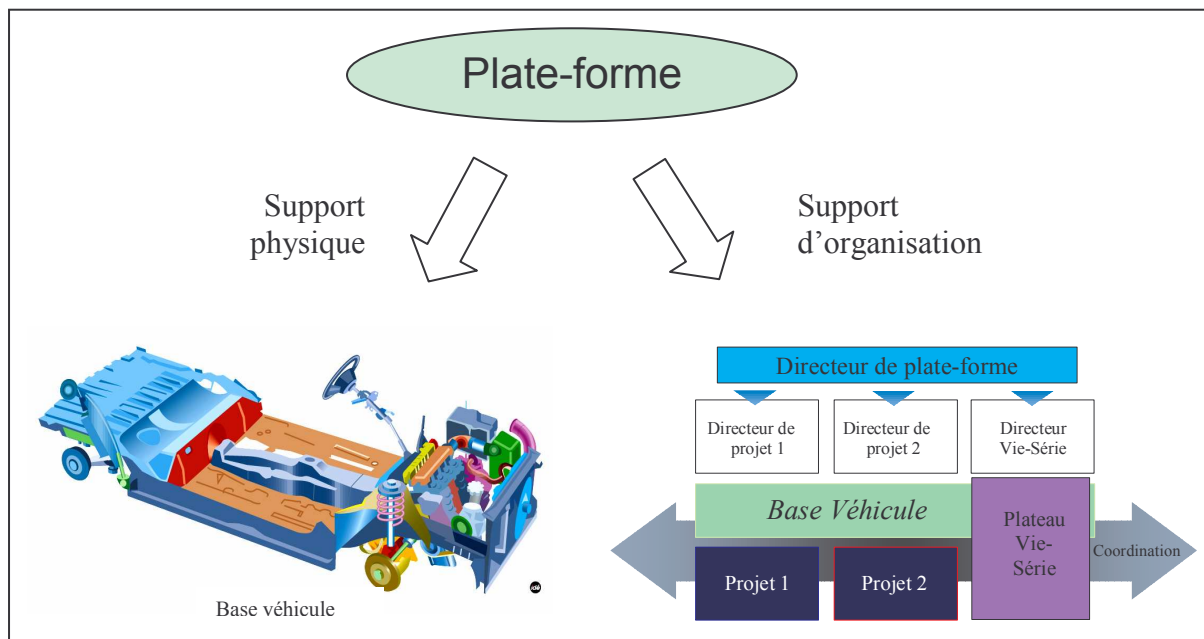 Plate-forme
Support
physique
Support
d'organisation
Base véhicule
Directeur de plate-forme
Directeur de
projet 1
Directeur de
projet 2
Directeur
Vie-Série
Base Véhicule
Plateau
Vie-
Série
Coordination
Projet 1
Projet 2